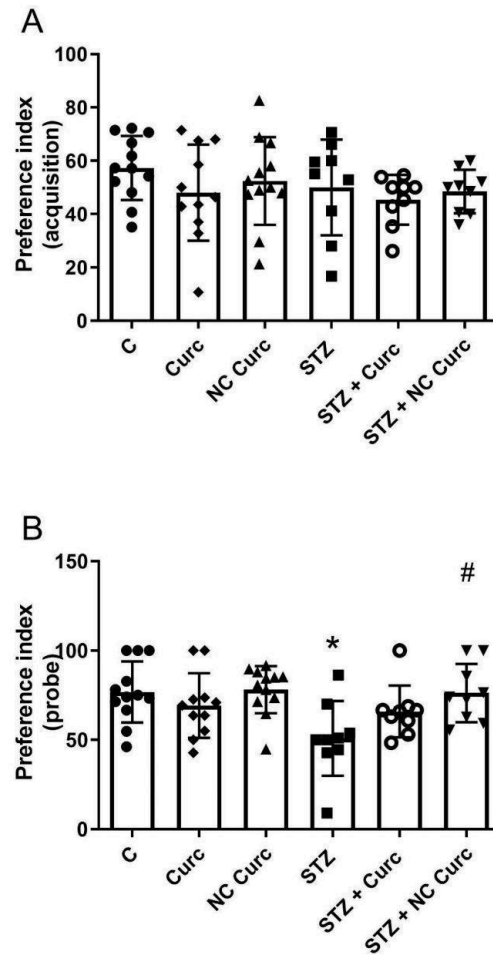 A
Preference index
(acquisition)
100
80
60
40
20
0
C
Curc
NC Curc
STZ
STZ + Curc
STZ + NC Curc
B
Preference index
(probe)
150
100
50
0
*
#
C
Curc
NC Curc
STZ
STZ + Curc
STZ + NC Curc